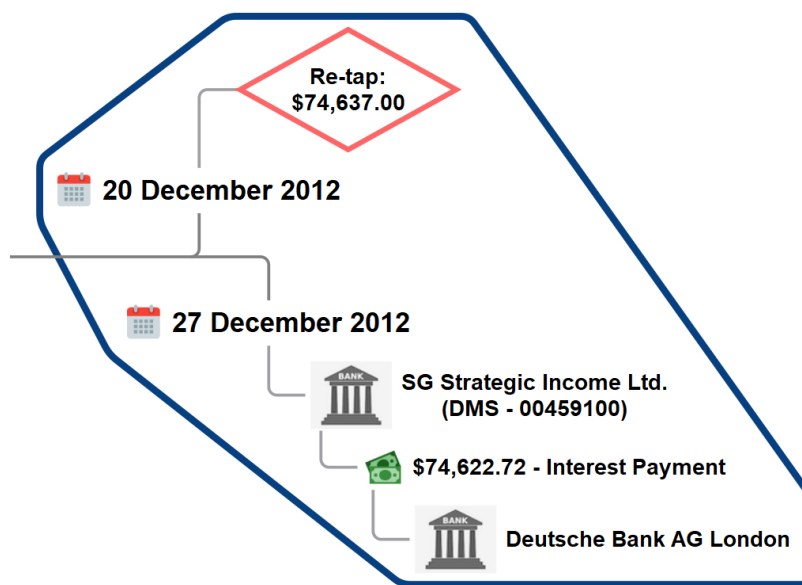 Re-tap:
$74,637.00
20 December 2012
27 December 2012
BANK
SG Strategic Income Ltd.
(DMS - 00459100)
$74,622.72 - Interest Payment
BANK
Deutsche Bank AG London